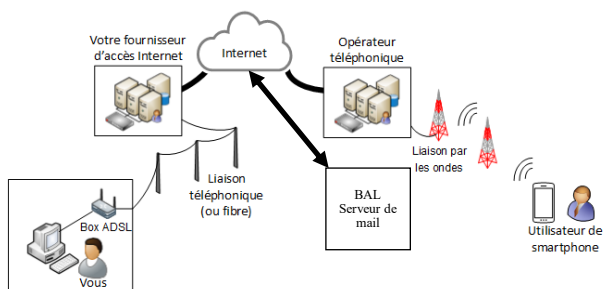 Votre fournisseur
d'accès Internet
Internet
Opérateur
téléphonique
Liaison par
les ondes
Liaison
téléphonique
(ou fibre)
BAL
Serveur de
mail
Box ADSL
Vous
Utilisateur de
smartphone